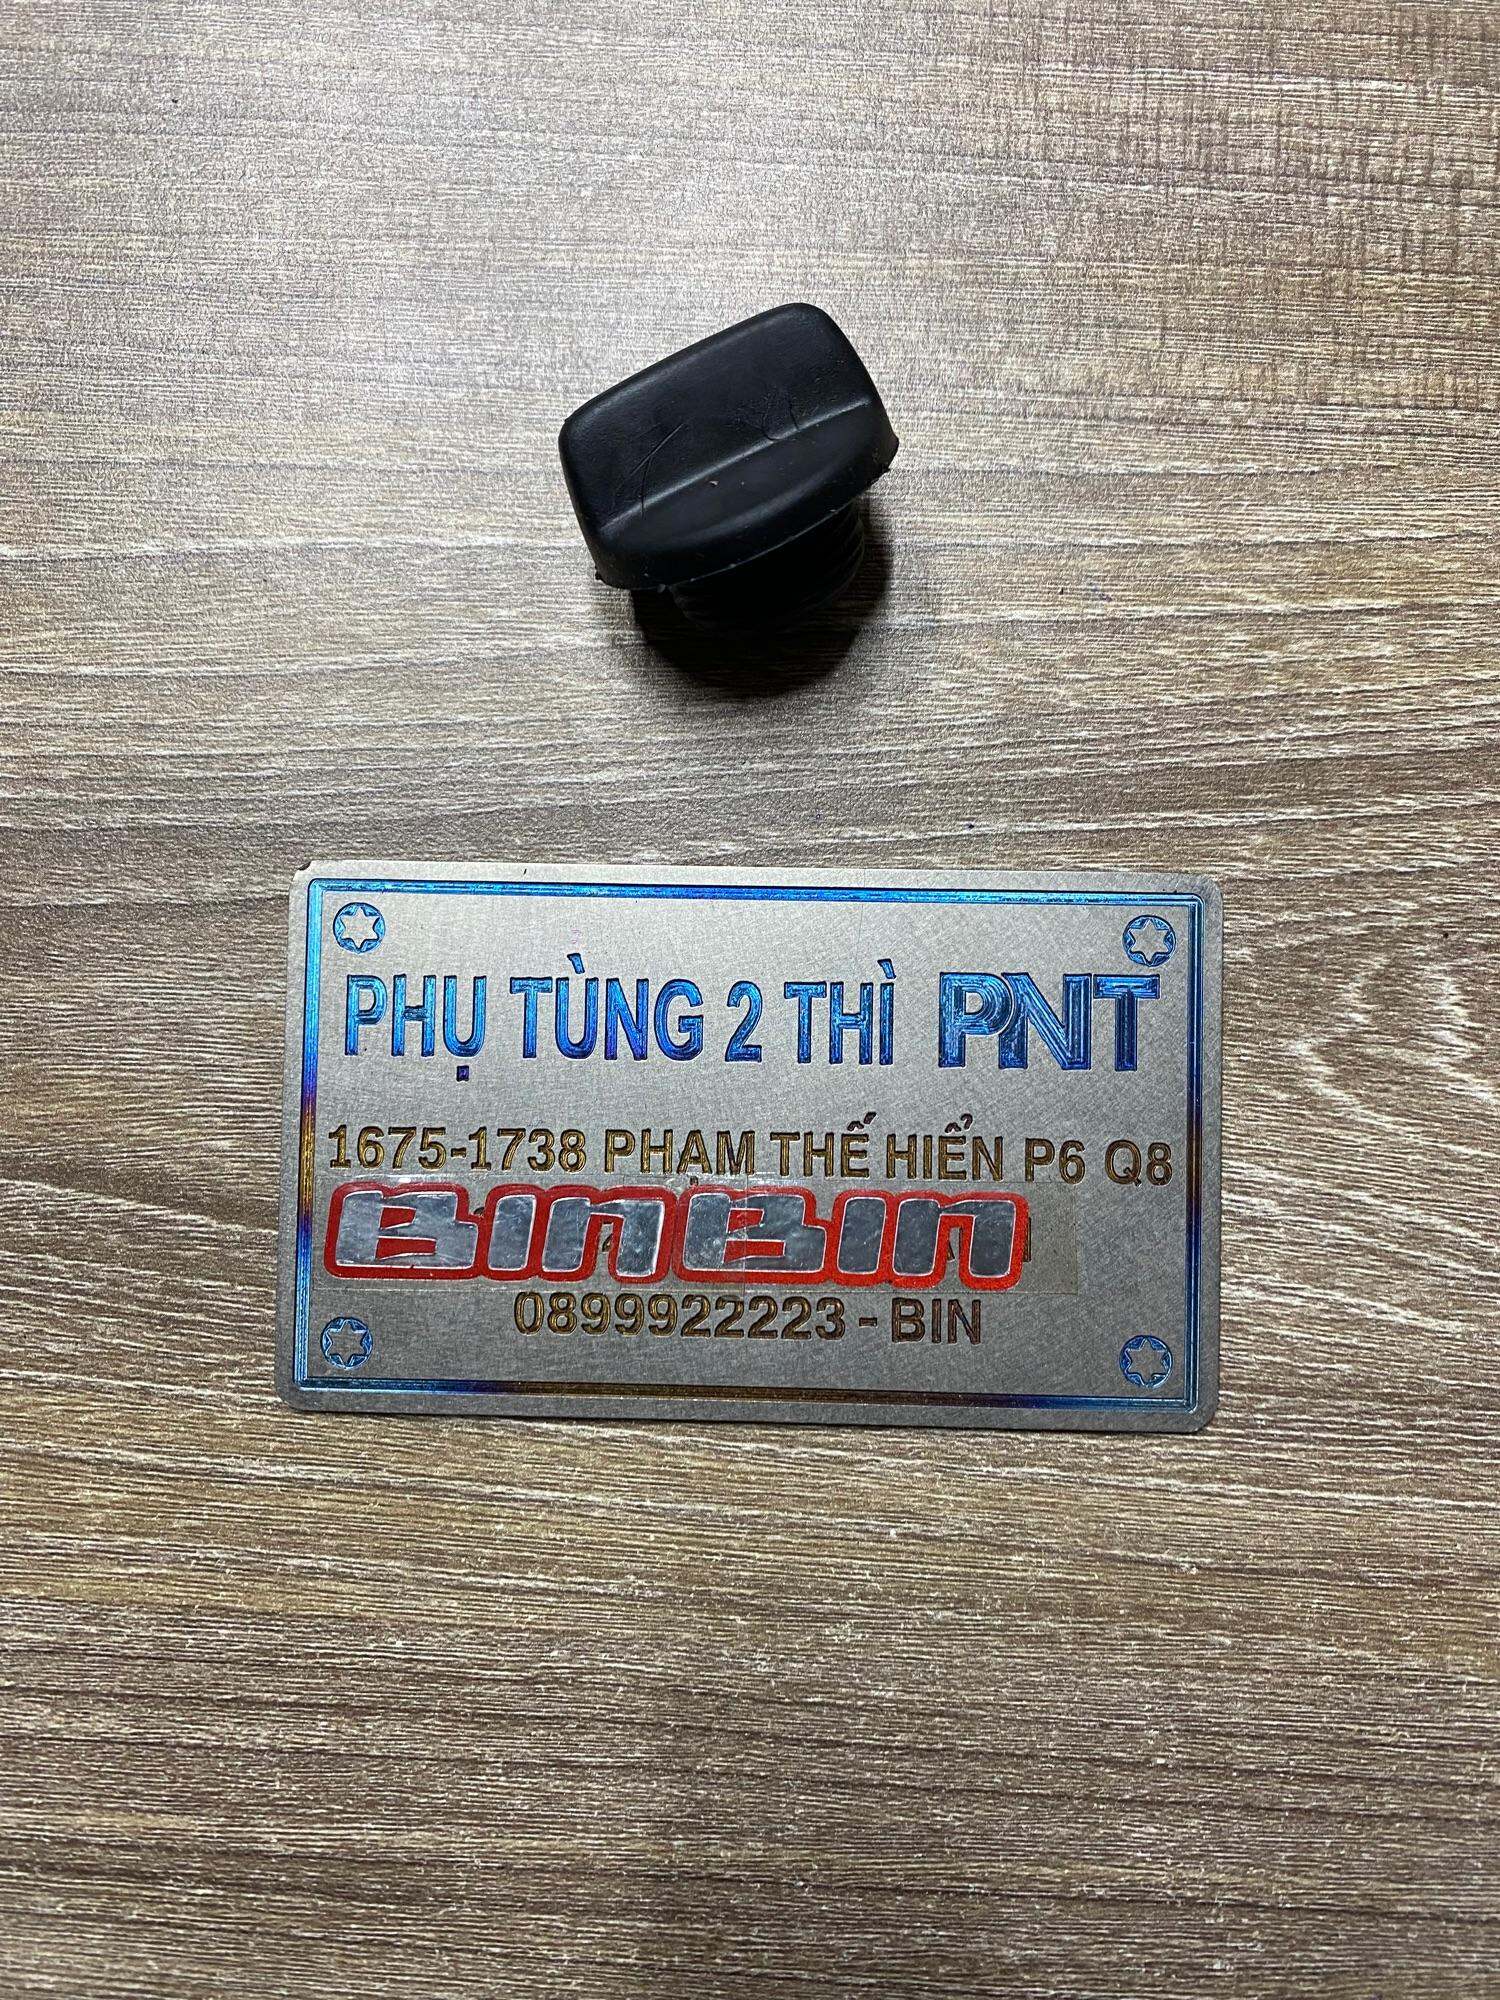 PHỤ TÙNG 2 THÌ PNT
1675-1738 PHẠM THẾ HIỂN P6 Q8
BINBIN
0899922223 - BIN